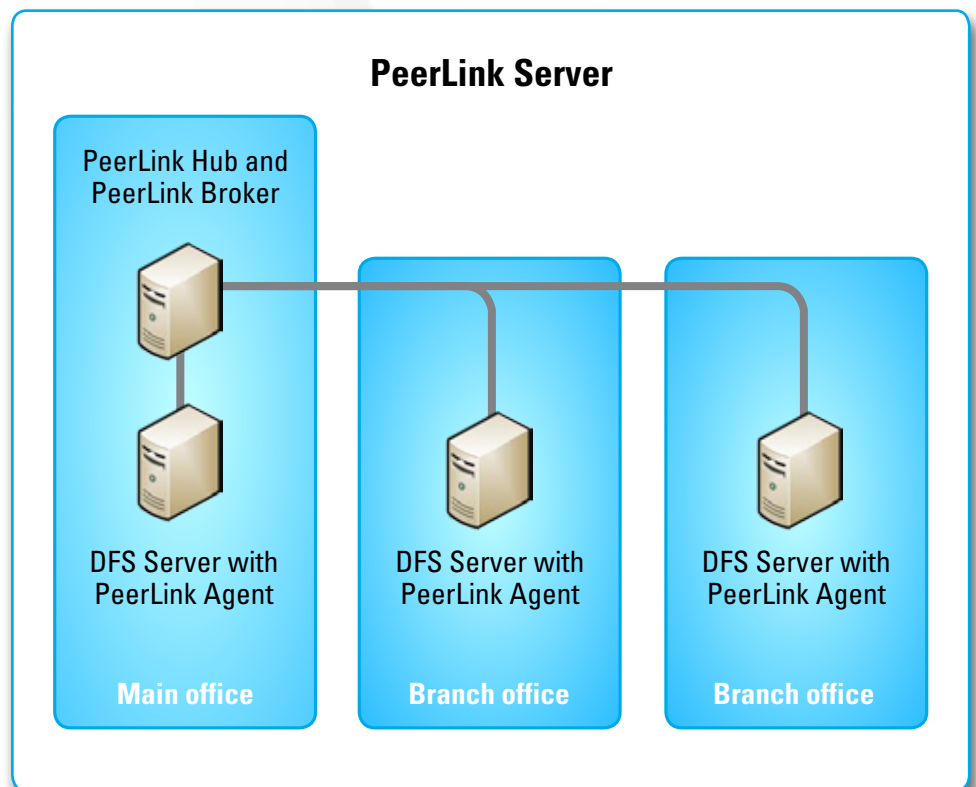 PeerLink Server
PeerLink Hub and
PeerLink Broker
DFS Server with
PeerLink Agent
Main office
DFS Server with
PeerLink Agent
Branch office
DFS Server with
PeerLink Agent
Branch office